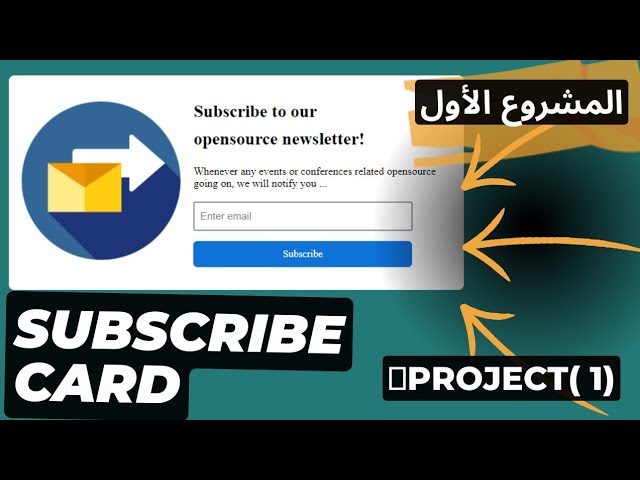 المشروع الأول
Subscribe to our
opensource newsletter!
Whenever any events or conferences related opensource
going on, we will notify you ...
Enter email
Subscribe
SUBSCRIBE
CARD
PROJECT( 1)